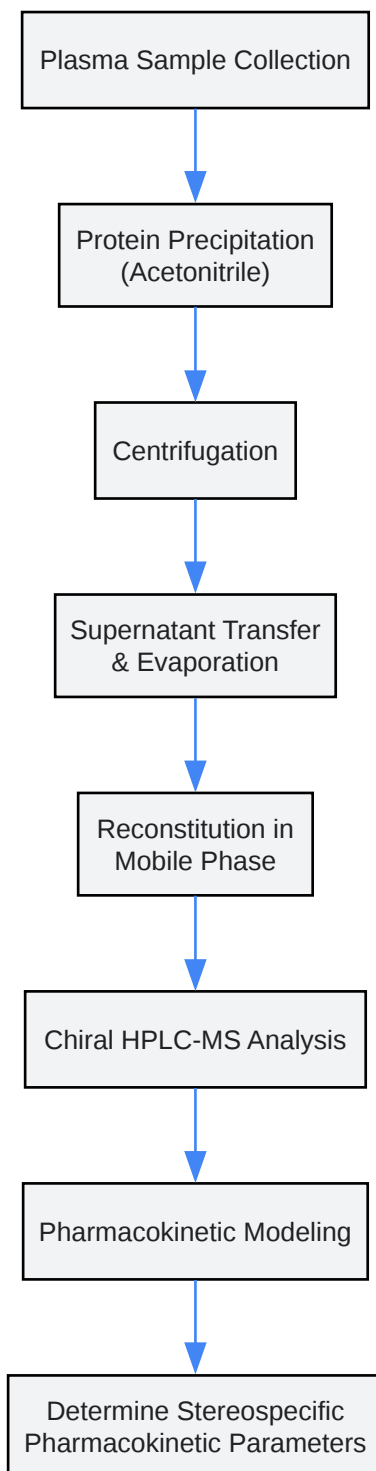 Plasma Sample Collection
Protein Precipitation
(Acetonitrile)
Centrifugation
Supernatant Transfer
& Evaporation
Reconstitution in
Mobile Phase
Chiral HPLC-MS Analysis
Pharmacokinetic Modeling
Determine Stereospecific
Pharmacokinetic Parameters